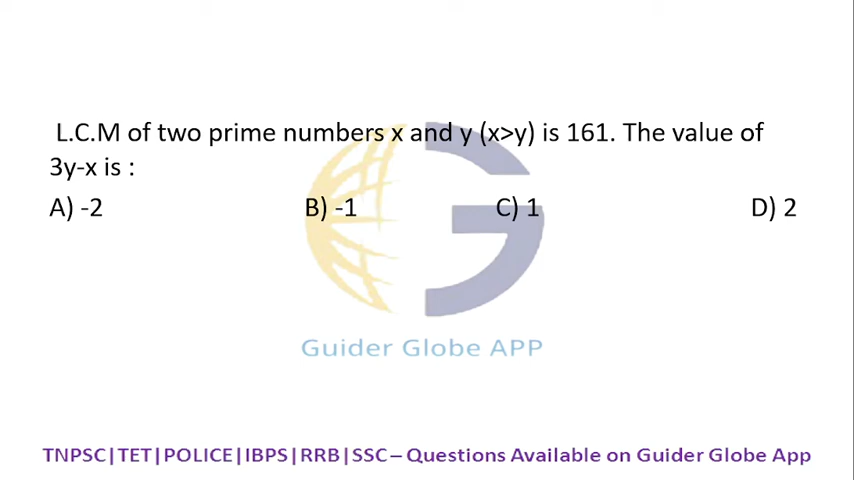 L.C.M of two prime numbers x and y (x>y) is 161. The value of
3y-x is :
A) -2 B) -1 C) 1 D) 2
Guider Globe APP
TNPSC|TET|POLICE|IBPS|RRB|SSC – Questions Available on Guider Globe App